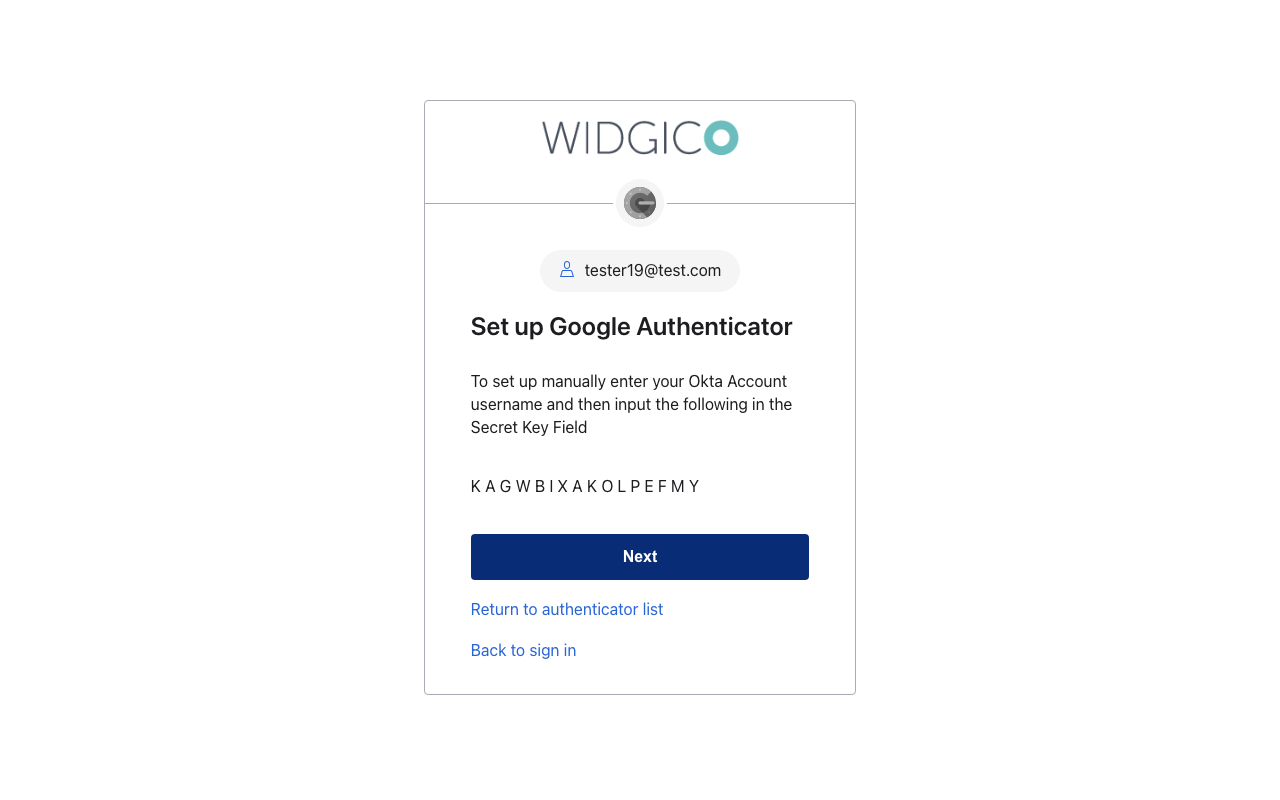 WIDGICO
tester19@test.com
Set up Google Authenticator
To set up manually enter your Okta Account
username and then input the following in the
Secret Key Field
K A G W B I X A K O L P E F M Y
Next
Return to authenticator list
Back to sign in